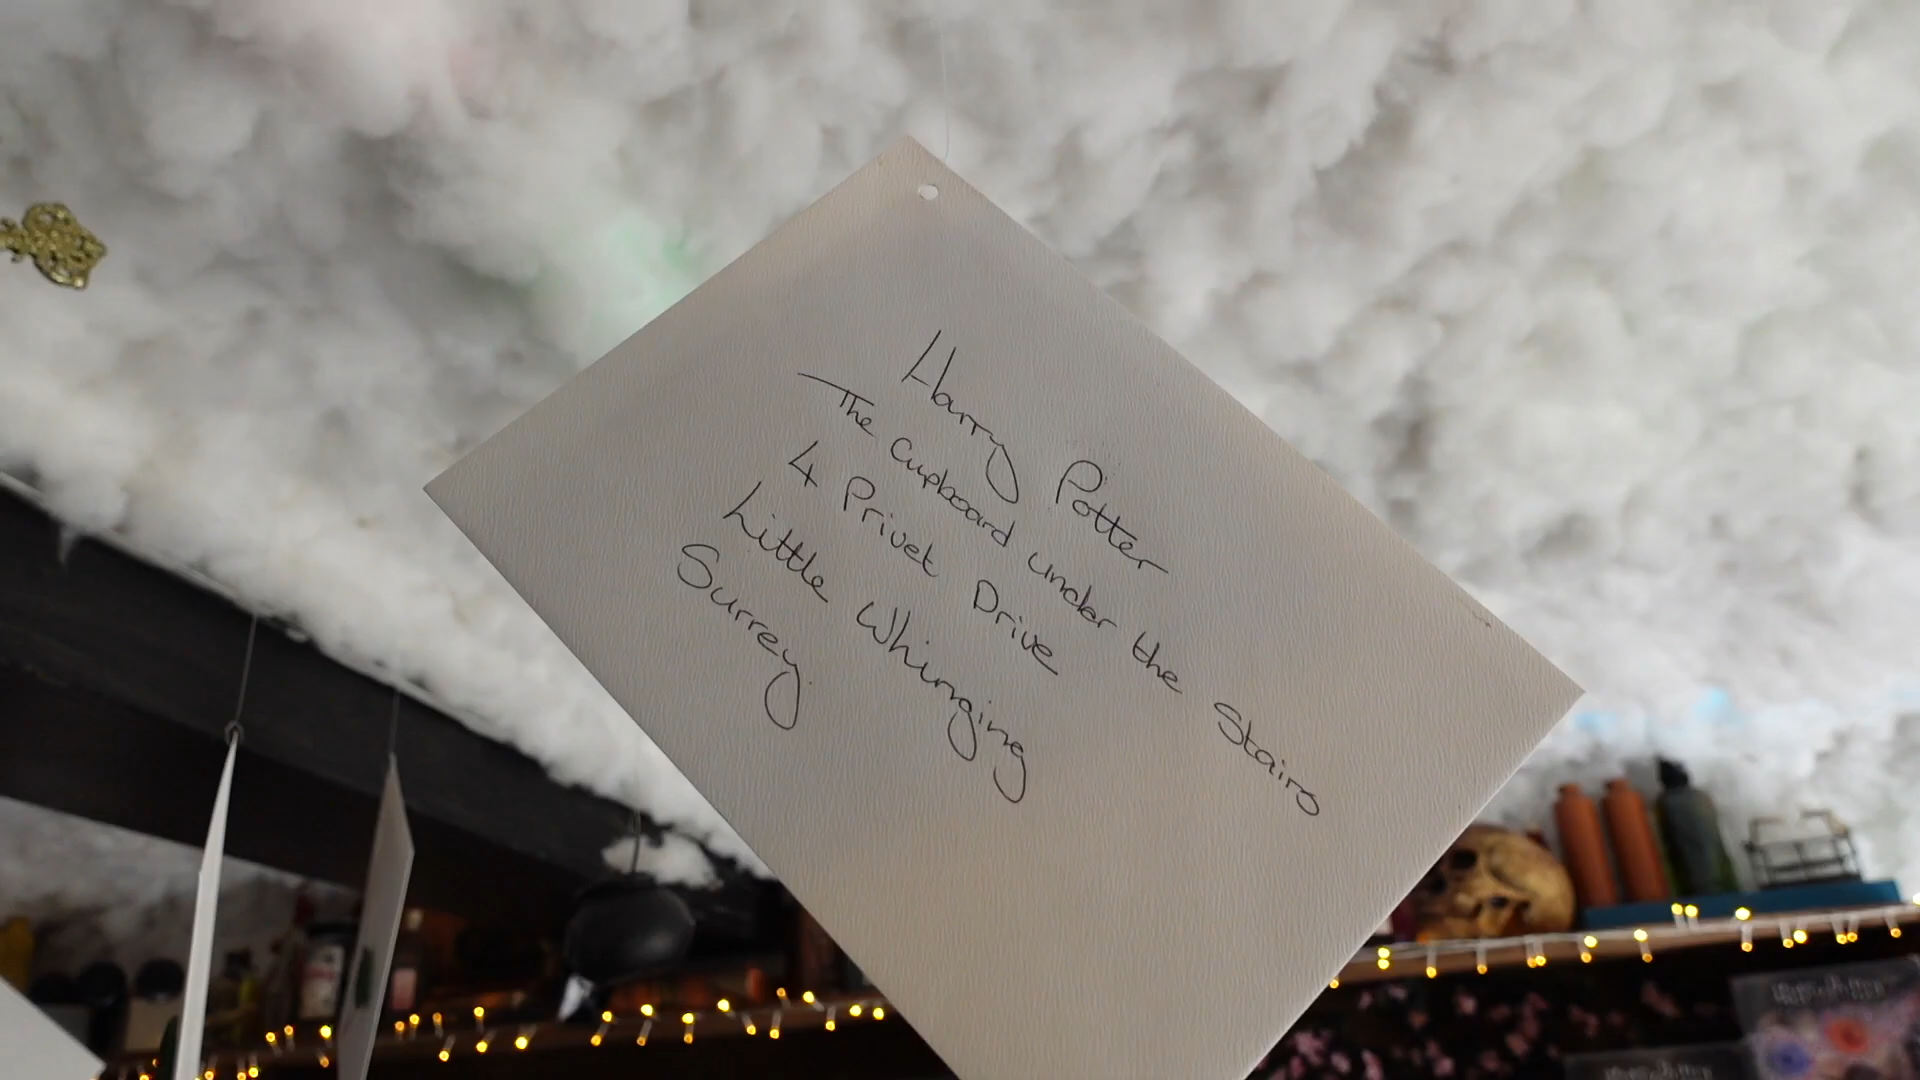 Harry Potter
The Cupboard under the Stairs
4 Privet Drive
Little Whinging
Surrey